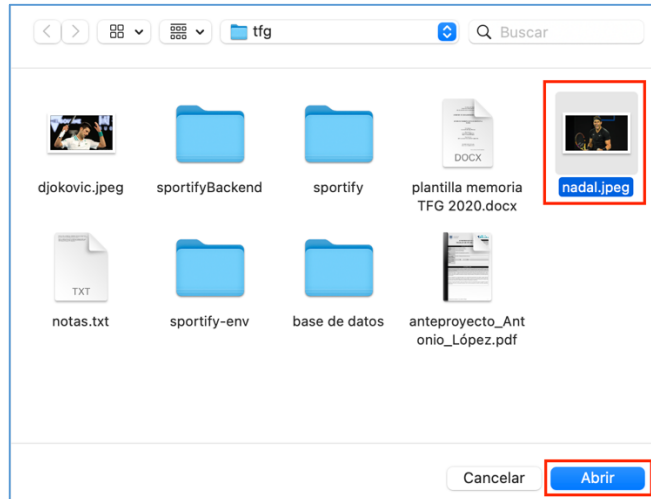 tfg
Buscar
djokovic.jpeg
sportifyBackend
sportify
DOCX
plantilla memoria
TFG 2020.docx
nadal.jpeg
TXT
notas.txt
sportify-env
base de datos
anteproyecto_Ant
onio_López.pdf
Cancelar
Abrir